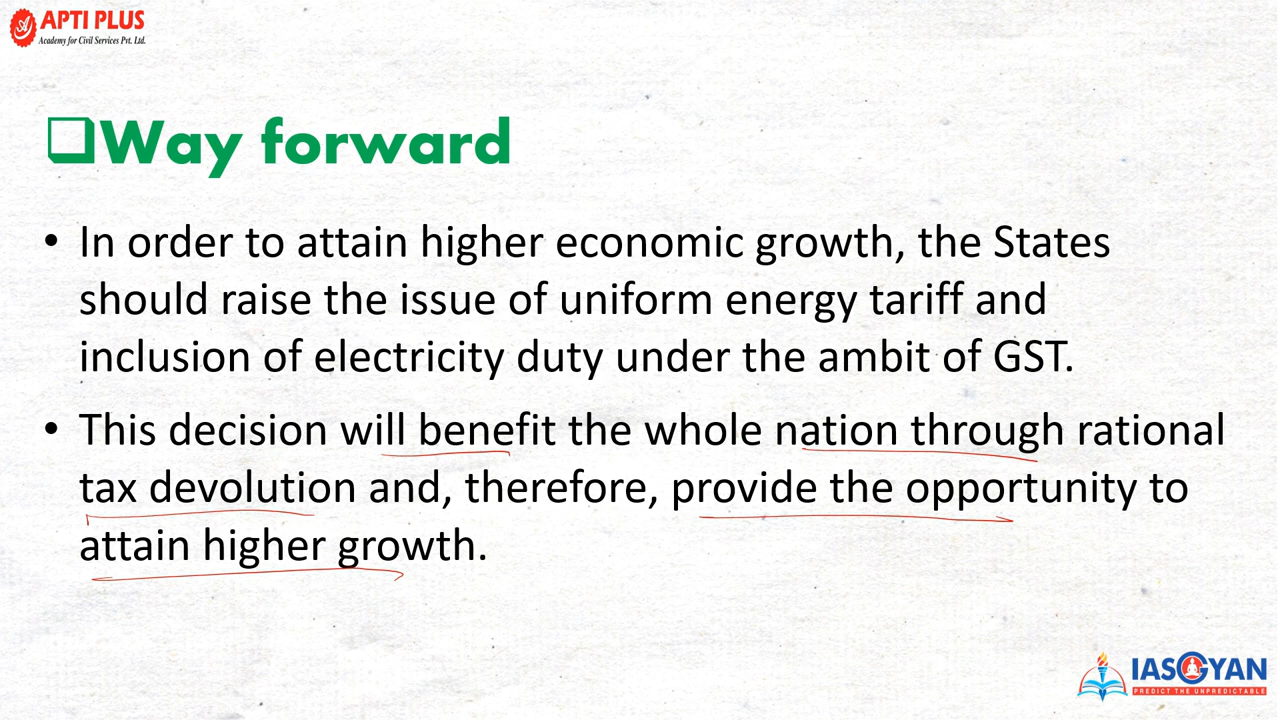 APTI PLUS
Academy for Civil Services Pvt. Ltd.
Way forward
• In order to attain higher economic growth, the States
should raise the issue of uniform energy tariff and
inclusion of electricity duty under the ambit of GST.
• This decision will benefit the whole nation through rational
tax devolution and, therefore, provide the opportunity to
attain higher growth.
IASGYAN
PREDICT THE UNPREDICTABLE